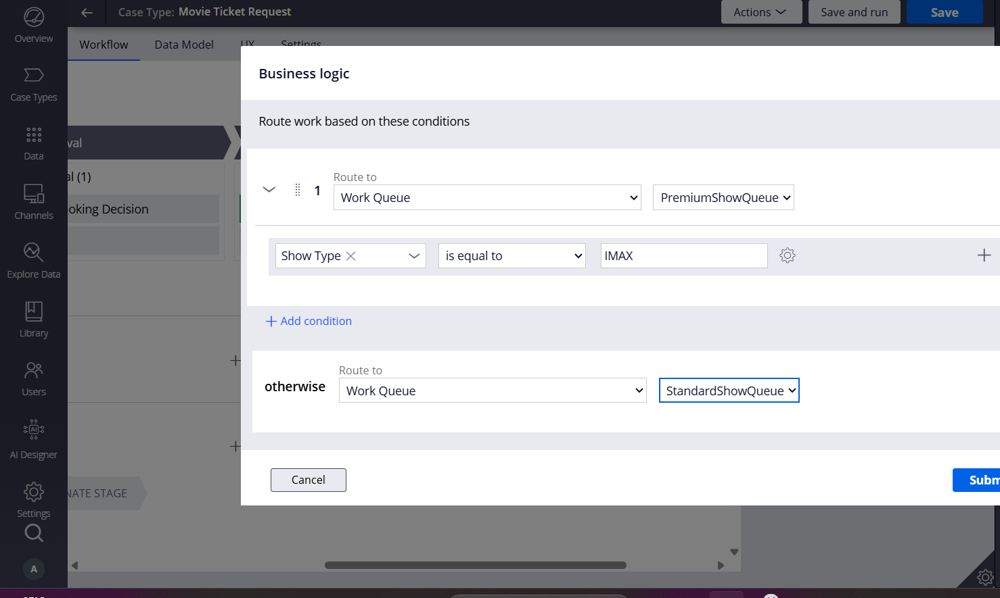 Case Type: Movie Ticket Request
Actions
Save and run
Save
Overview
Case Types
Data
Channels
Explore Data
Library
Users
AI
AI Designer
Settings
A
Workflow
Data Model
UX
Settings
val
al (1)
oking Decision
NATE STAGE
Business logic
Route work based on these conditions
1
Route to
Work Queue
PremiumShowQueue
Show Type
is equal to
IMAX
Add condition
otherwise
Route to
Work Queue
StandardShowQueue
Cancel
Subm